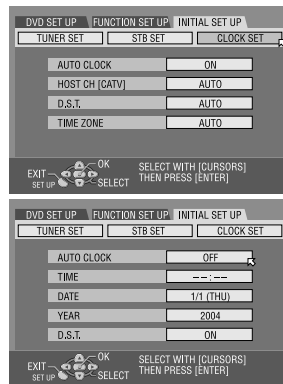 DVD SET UP FUNCTION SET UP INITIAL SET UP
TUNER SET STB SET CLOCK SET
AUTO CLOCK ON
HOST CH [CATV] AUTO
D.S.T. AUTO
TIME ZONE AUTO
OK
EXIT SELECT WITH [CURSORS]
SET UP SELECT THEN PRESS [ENTER]
DVD SET UP FUNCTION SET UP INITIAL SET UP
TUNER SET STB SET CLOCK SET
AUTO CLOCK OFF
TIME --:--
DATE 1/1 (THU)
YEAR 2004
D.S.T. ON
OK
EXIT SELECT WITH [CURSORS]
SET UP SELECT THEN PRESS [ENTER]